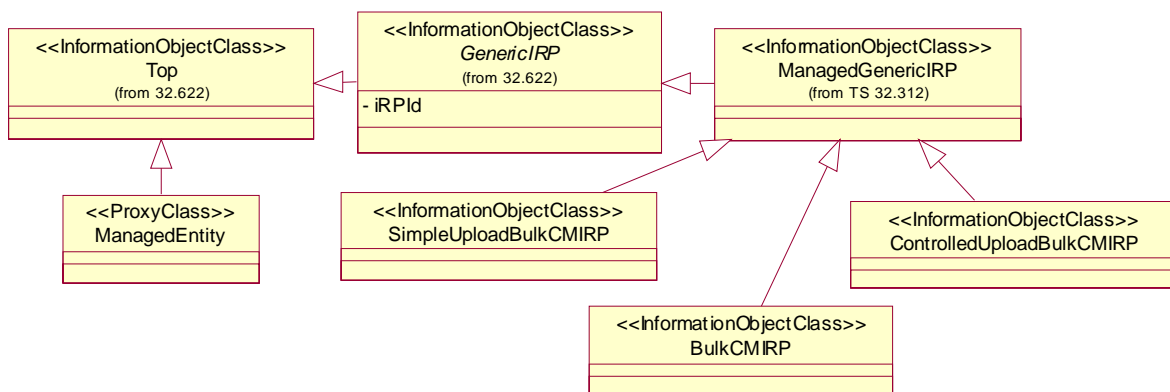 <<InformationObjectClass>>
Top
(from 32.622)
<<InformationObjectClass>>
GenericIRP
(from 32.622)
- iRPId
<<InformationObjectClass>>
ManagedGenericIRP
(from TS 32.312)
<<ProxyClass>>
ManagedEntity
<<InformationObjectClass>>
SimpleUploadBulkCMIRP
<<InformationObjectClass>>
ControlledUploadBulkCMIRP
<<InformationObjectClass>>
BulkCMIRP